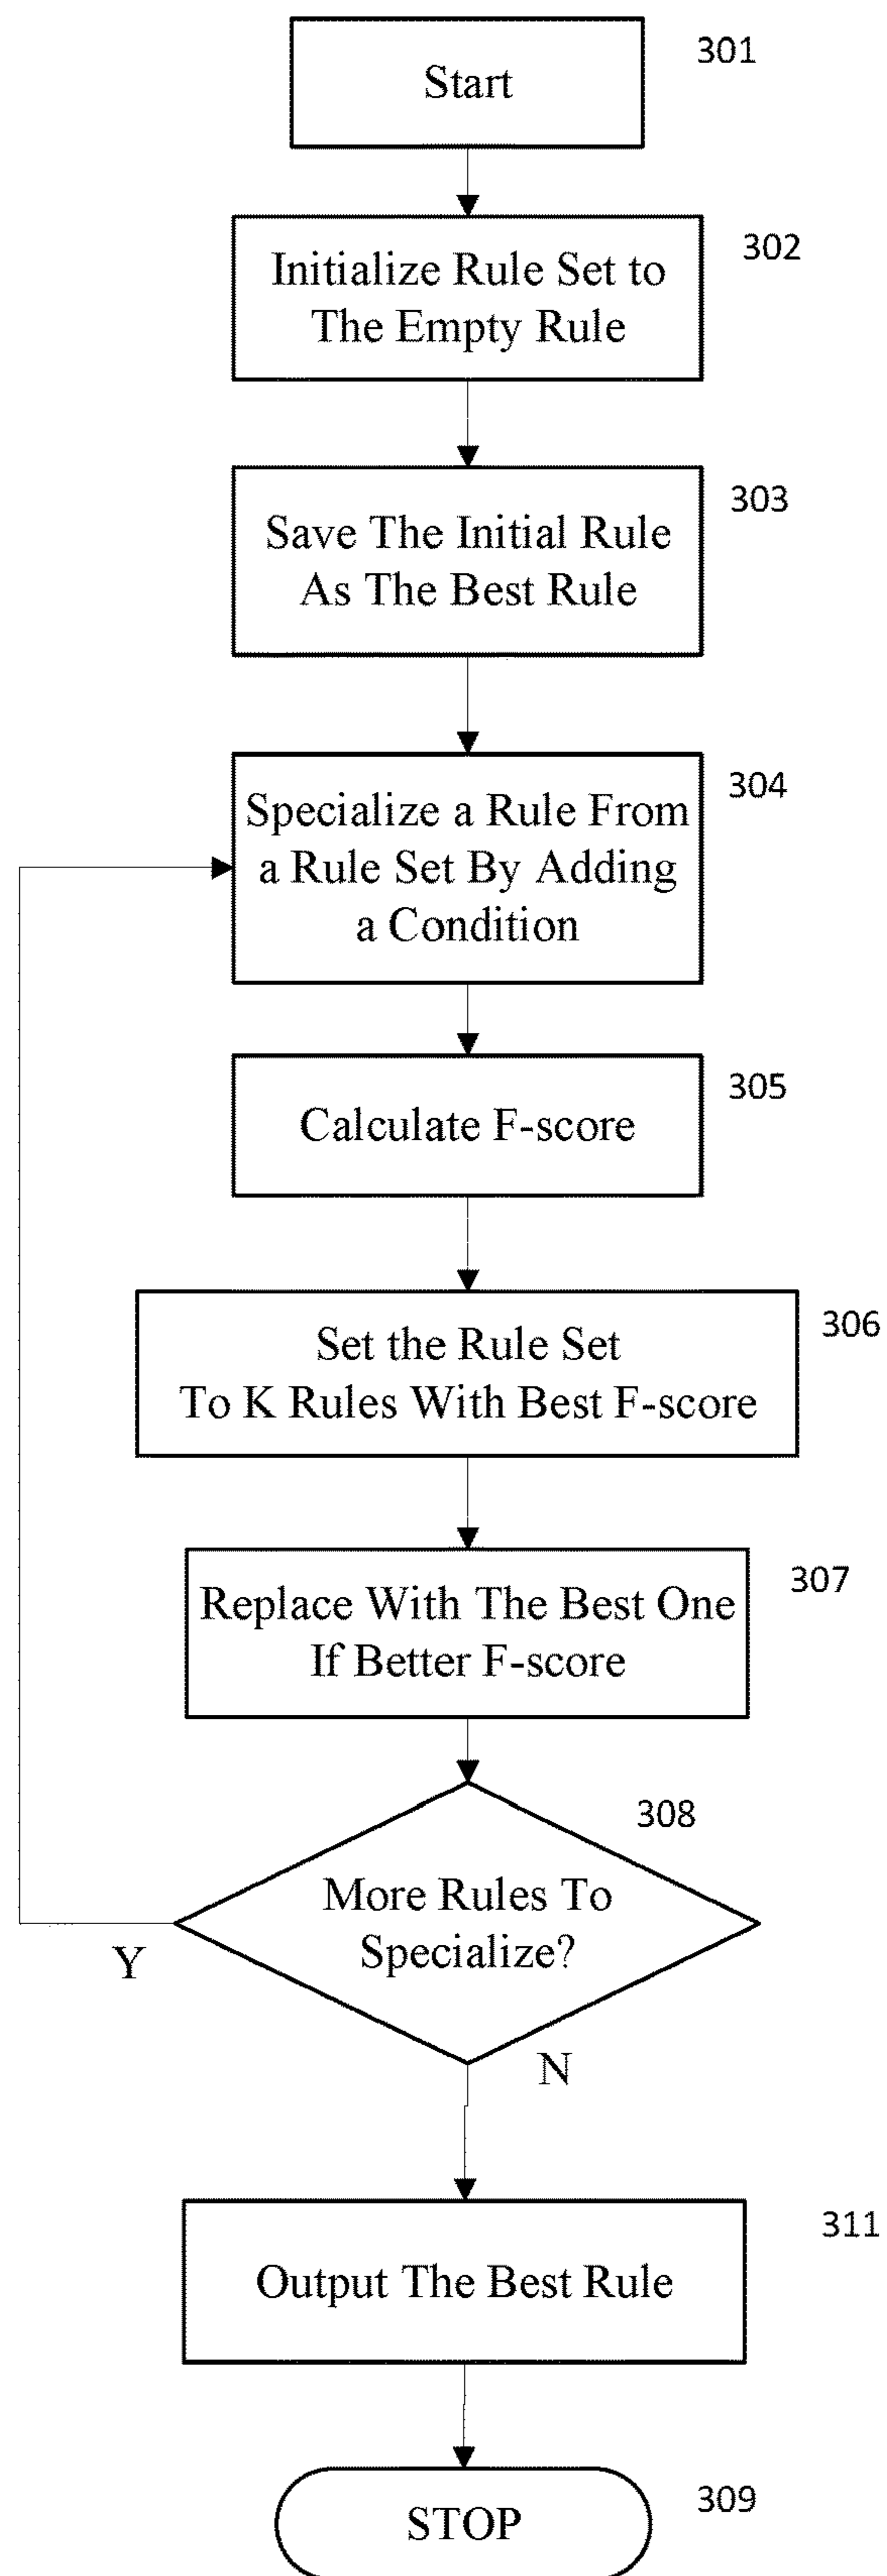 Start
301
Initialize Rule Set to
The Empty Rule
302
Save The Initial Rule
As The Best Rule
303
Specialize a Rule From
a Rule Set By Adding
a Condition
304
Calculate F-score
305
Set the Rule Set
To K Rules With Best F-score
306
Replace With The Best One
If Better F-score
307
More Rules To
Specialize?
308
Y
N
Output The Best Rule
311
STOP
309